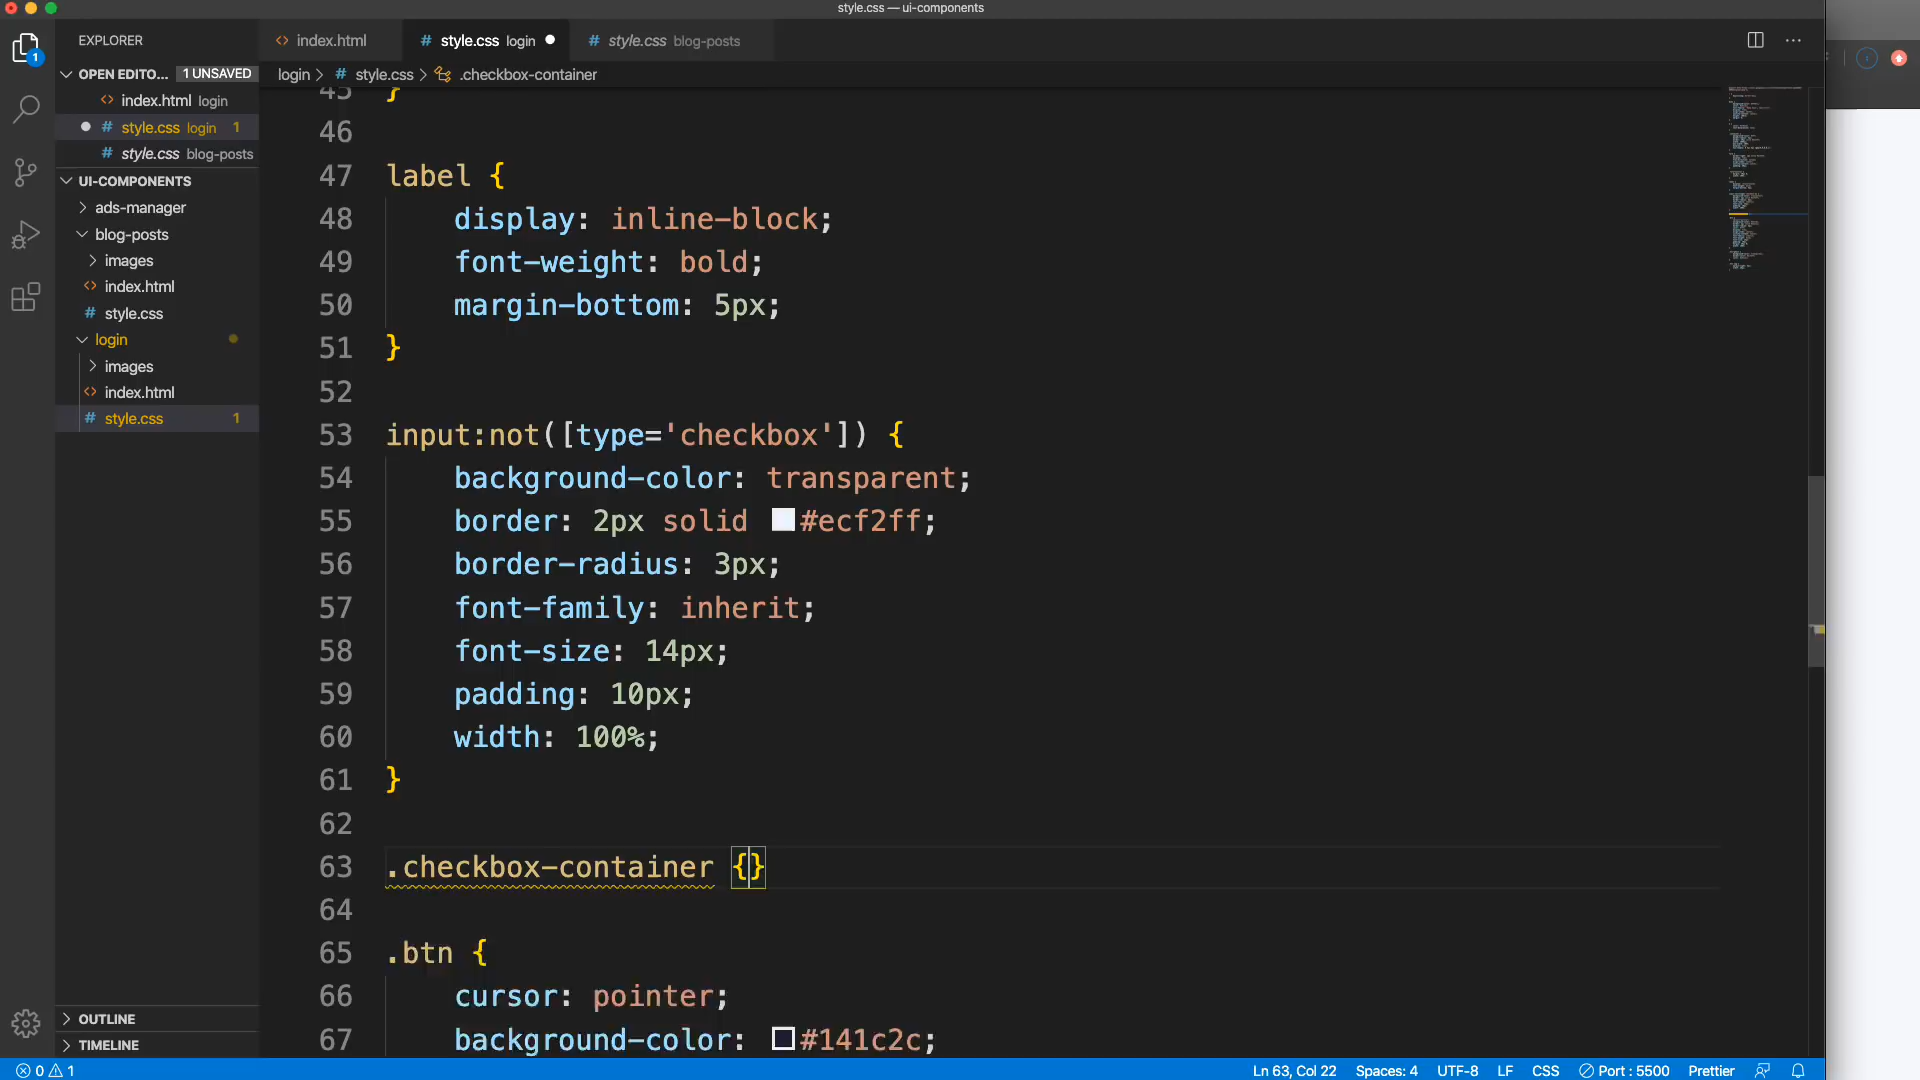 style.css — ui-components
EXPLORER
index.html
style.css login
style.css blog-posts
OPEN EDITO... 1 UNSAVED
login > # style.css > .checkbox-container
index.html login
style.css login 1
style.css blog-posts
UI-COMPONENTS
ads-manager
blog-posts
images
index.html
style.css
login
images
index.html
style.css 1
OUTLINE
TIMELINE
45 }
46
47 label {
48 display: inline-block;
49 font-weight: bold;
50 margin-bottom: 5px;
51 }
52
53 input:not([type='checkbox']) {
54 background-color: transparent;
55 border: 2px solid #ecf2ff;
56 border-radius: 3px;
57 font-family: inherit;
58 font-size: 14px;
59 padding: 10px;
60 width: 100%;
61 }
62
63 .checkbox-container {}
64
65 .btn {
66 cursor: pointer;
67 background-color: #141c2c;
0 1 Ln 63, Col 22 Spaces: 4 UTF-8 LF CSS Port : 5500 Prettier